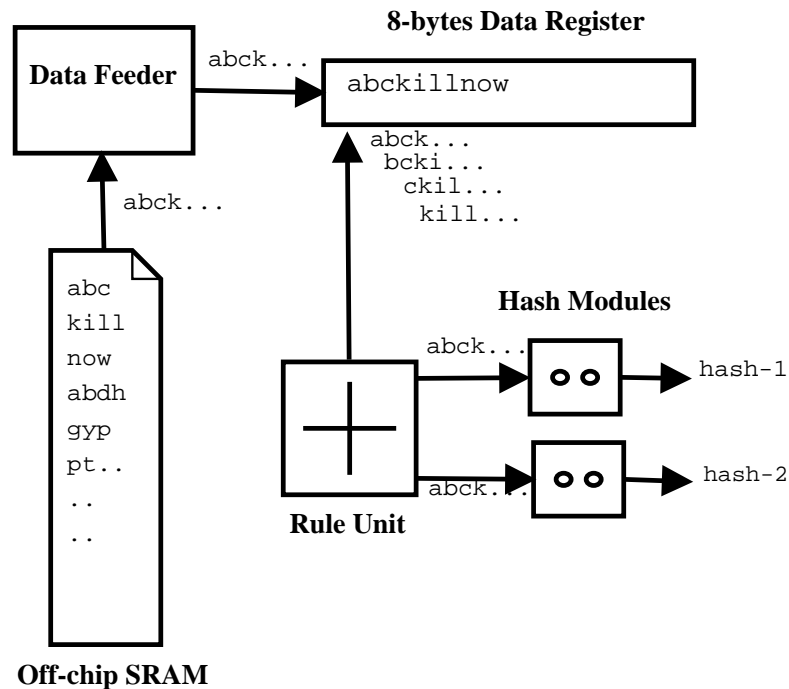 8-bytes Data Register
Data Feeder
abck...
abckillnow
abck...
bcki...
ckil...
kill...
abck...
abc
kill
now
abdh
gyp
pt..
..
..
Off-chip SRAM
Hash Modules
abck...
hash-1
abck...
hash-2
Rule Unit